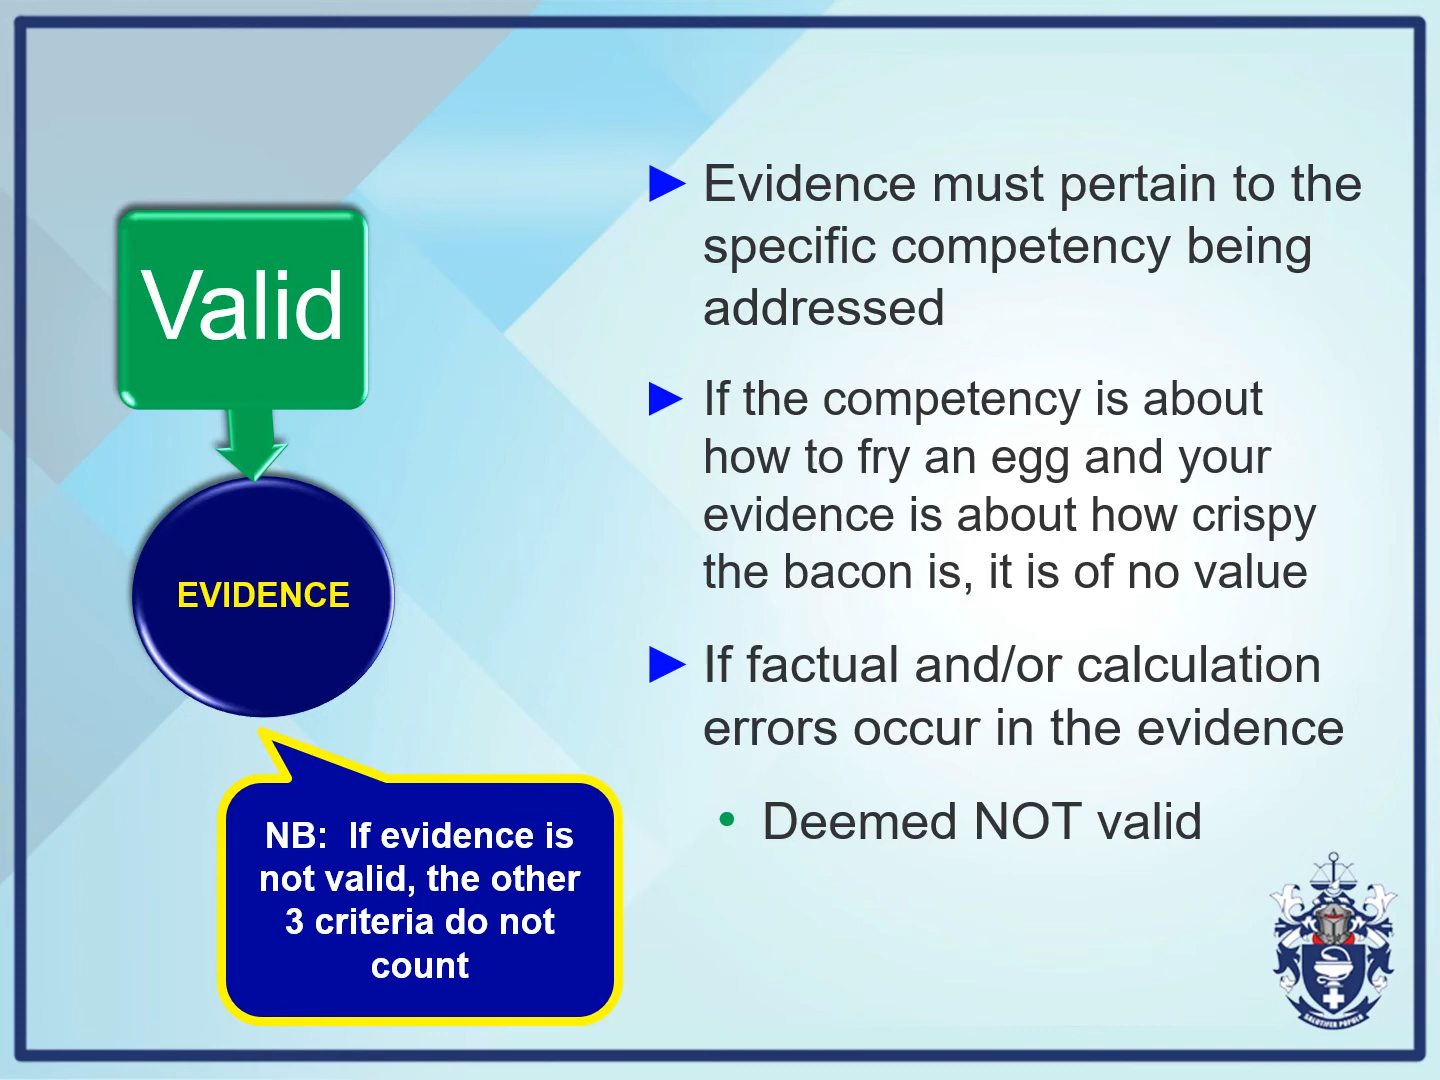 Valid
EVIDENCE
NB:  If evidence is
not valid, the other
3 criteria do not
count
Evidence must pertain to the
specific competency being
addressed
If the competency is about
how to fry an egg and your
evidence is about how crispy
the bacon is, it is of no value
If factual and/or calculation
errors occur in the evidence
Deemed NOT valid
SALUTIFER POPULO